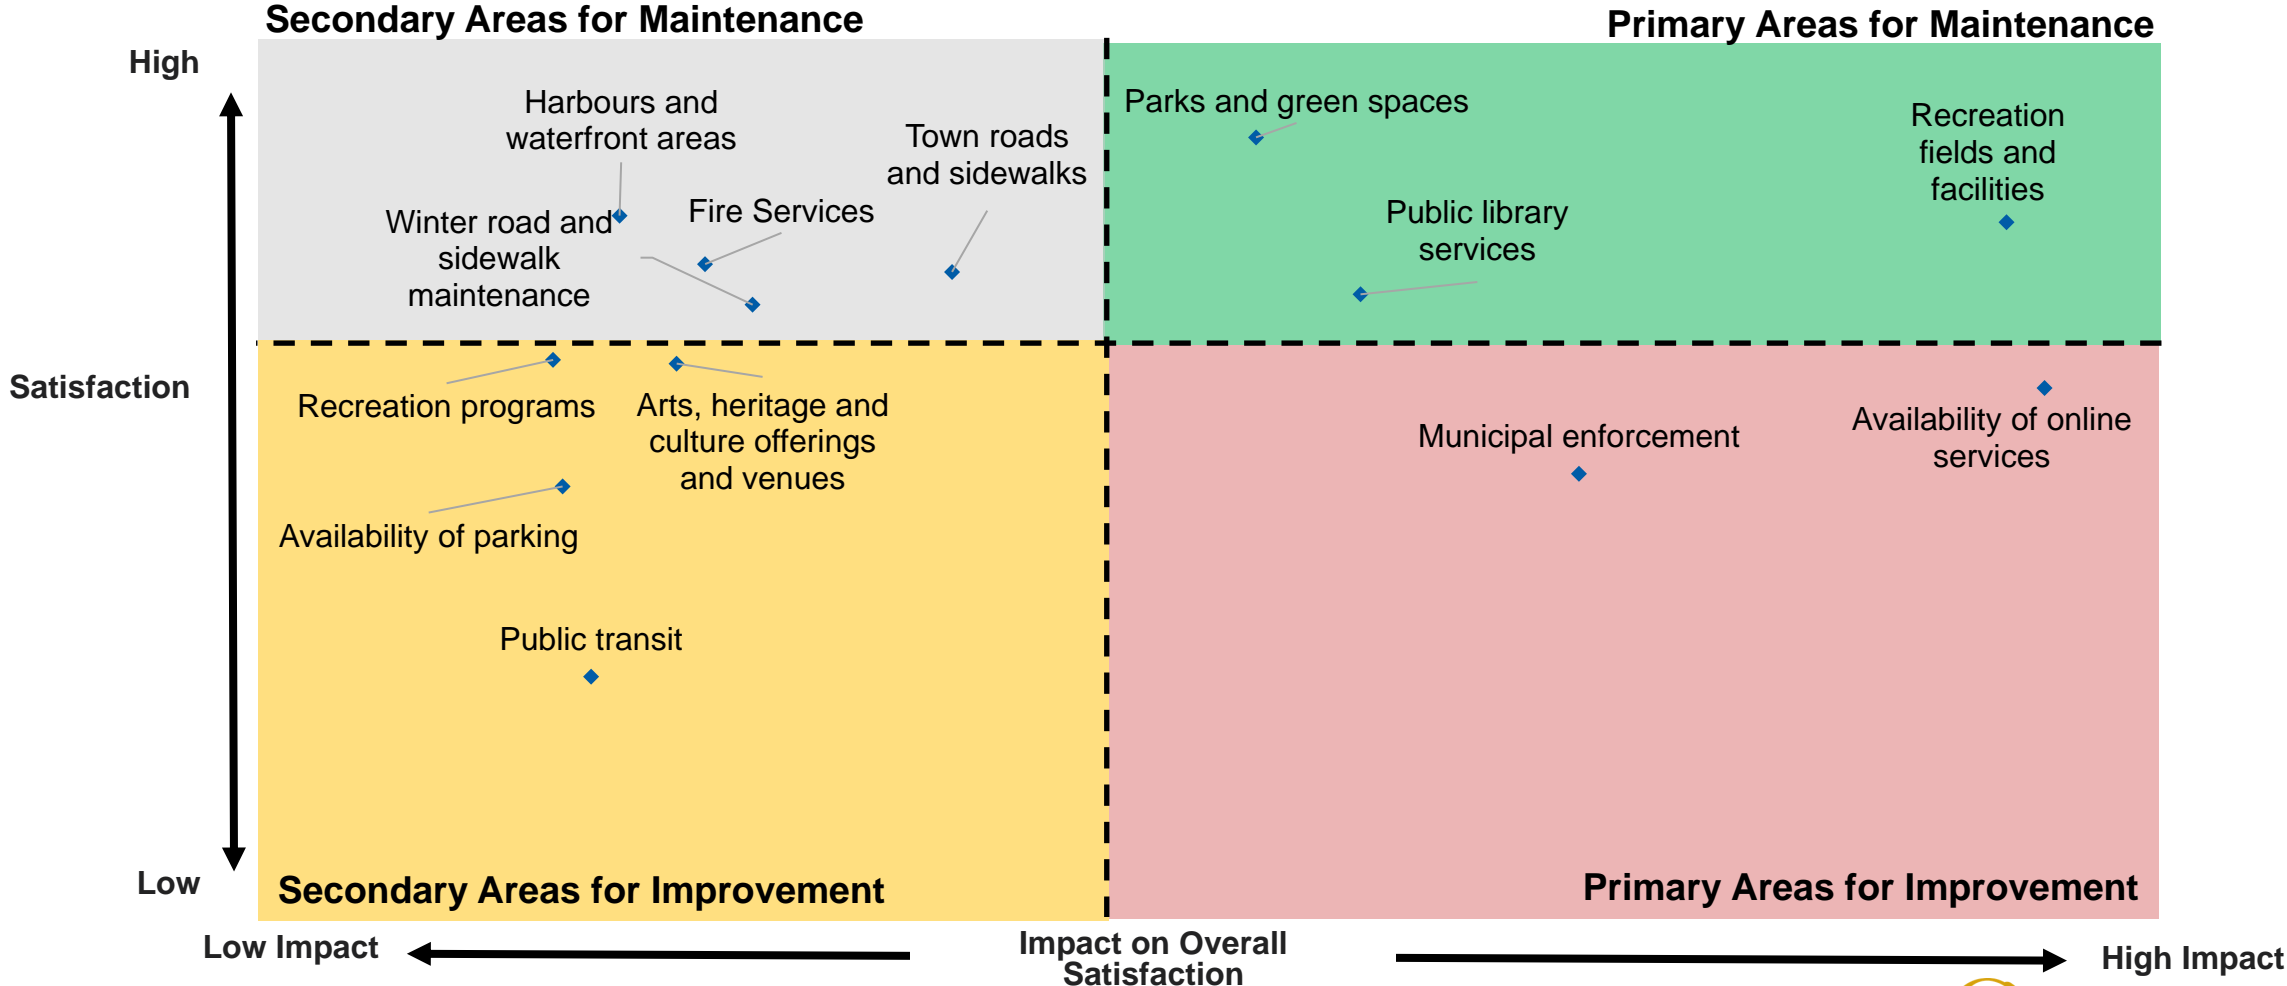 Secondary Areas for Maintenance
Primary Areas for Maintenance
High
Harbours and
waterfront areas
Town roads
and sidewalks
Parks and green spaces
Recreation
fields and
facilities
Winter road and
sidewalk
maintenance
Fire Services
Public library
services
Satisfaction
Recreation programs
Arts, heritage and
culture offerings
and venues
Municipal enforcement
Availability of online
services
Availability of parking
Public transit
Low
Secondary Areas for Improvement
Primary Areas for Improvement
Low Impact
Impact on Overall
Satisfaction
High Impact